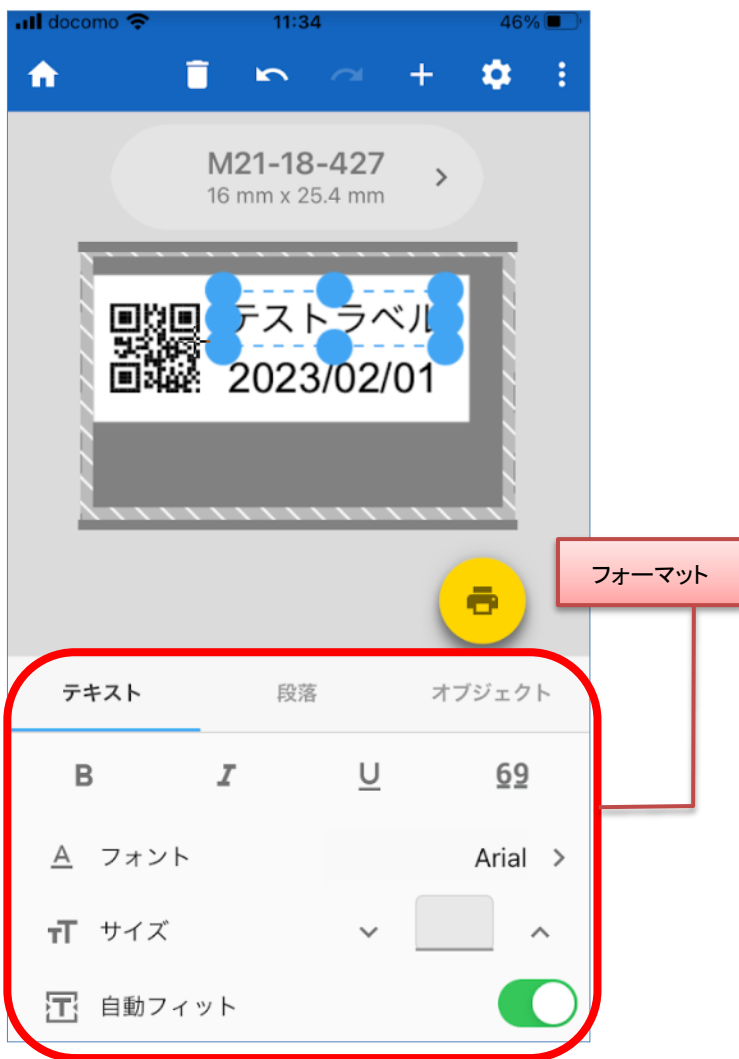 docomo 11:34 46%
M21-18-427
16 mm x 25.4 mm
テストラベル
2023/02/01
フォーマット
テキスト 段落 オブジェクト
B I U 69
A フォント Arial
TT サイズ
T 自動フィット